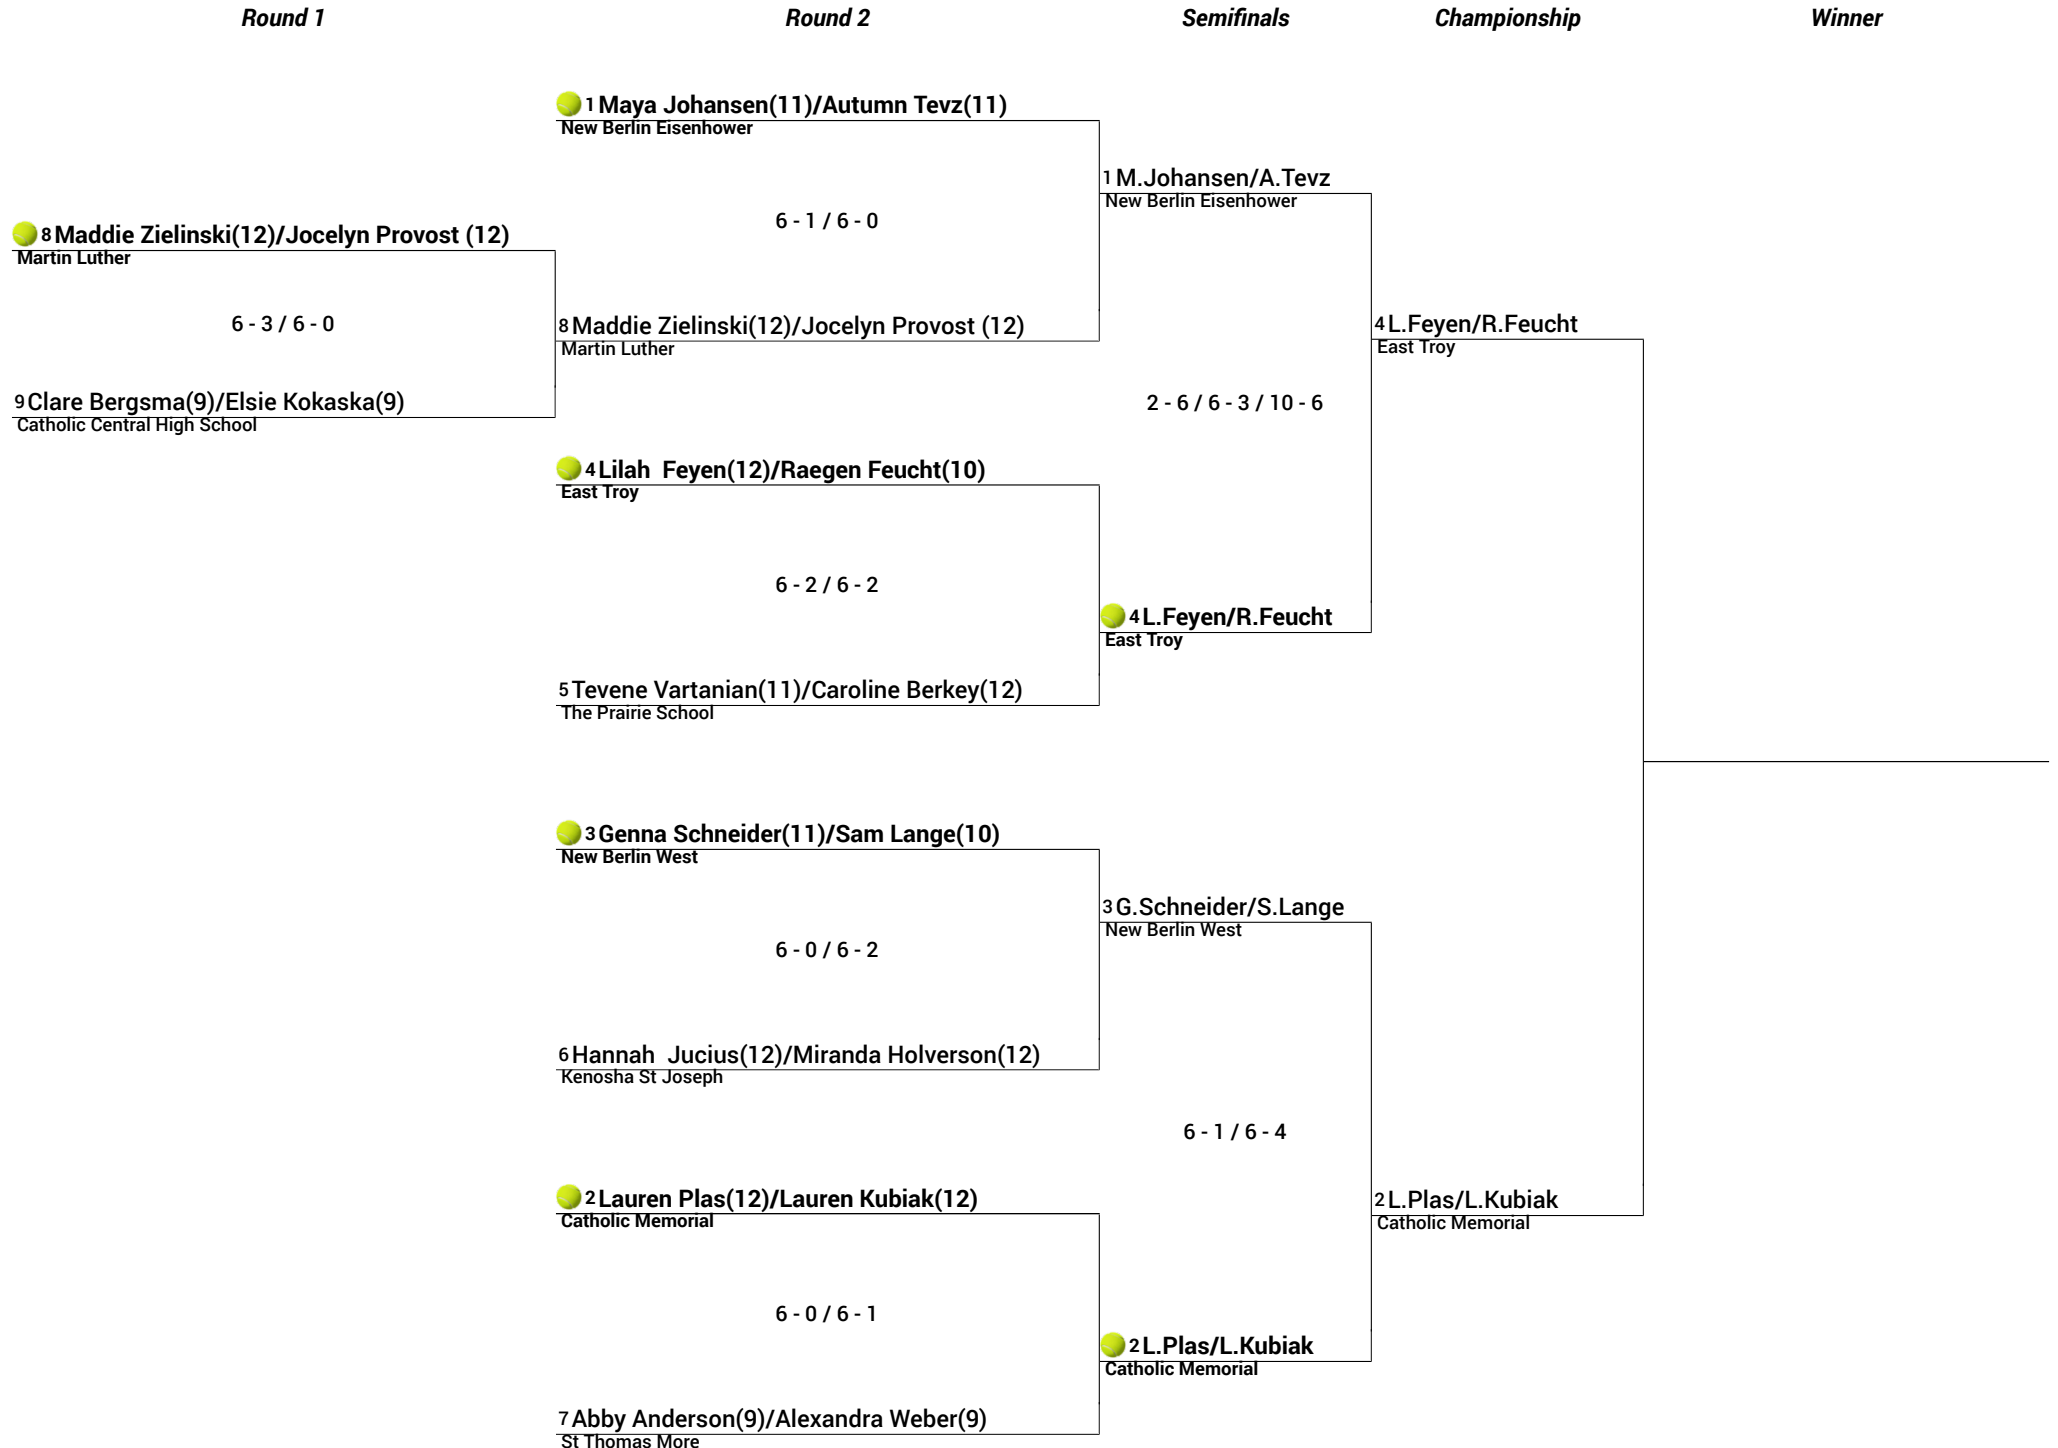 Round 1
Round 2
Semifinals
Championship
Winner
8 Maddie Zielinski(12)/Jocelyn Provost (12)
Martin Luther
6 - 3 / 6 - 0
9 Clare Bergsma(9)/Elsie Kokaska(9)
Catholic Central High School
1 Maya Johansen(11)/Autumn Tevz(11)
New Berlin Eisenhower
6 - 1 / 6 - 0
8 Maddie Zielinski(12)/Jocelyn Provost (12)
Martin Luther
4 Lilah  Feyen(12)/Raegen Feucht(10)
East Troy
6 - 2 / 6 - 2
5 Tevene Vartanian(11)/Caroline Berkey(12)
The Prairie School
3 Genna Schneider(11)/Sam Lange(10)
New Berlin West
6 - 0 / 6 - 2
6 Hannah  Jucius(12)/Miranda Holverson(12)
Kenosha St Joseph
2 Lauren Plas(12)/Lauren Kubiak(12)
Catholic Memorial
6 - 0 / 6 - 1
7 Abby Anderson(9)/Alexandra Weber(9)
St Thomas More
1 M.Johansen/A.Tevz
New Berlin Eisenhower
2 - 6 / 6 - 3 / 10 - 6
4 L.Feyen/R.Feucht
East Troy
3 G.Schneider/S.Lange
New Berlin West
6 - 1 / 6 - 4
2 L.Plas/L.Kubiak
Catholic Memorial
4 L.Feyen/R.Feucht
East Troy
2 L.Plas/L.Kubiak
Catholic Memorial